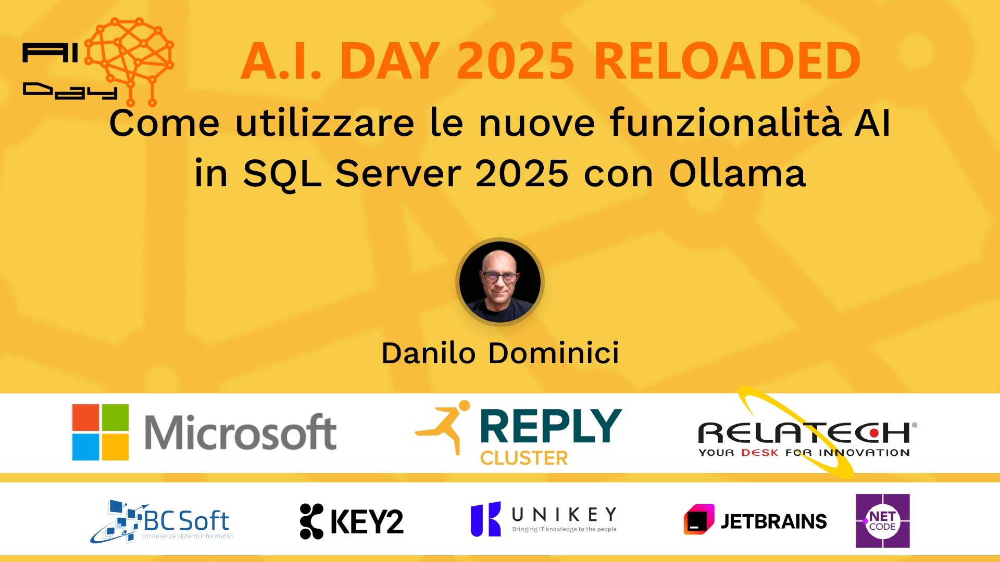 AI
Day
A.I. DAY 2025 RELOADED
Come utilizzare le nuove funzionalità AI
in SQL Server 2025 con Ollama
Danilo Dominici
Microsoft
REPLY
CLUSTER
RELATECH®
YOUR DESK FOR INNOVATION
BC Soft
consulenza sistemi informativi
KEY2
UNIKEY
Bringing IT knowledge to the people
JETBRAINS
NET
CODE